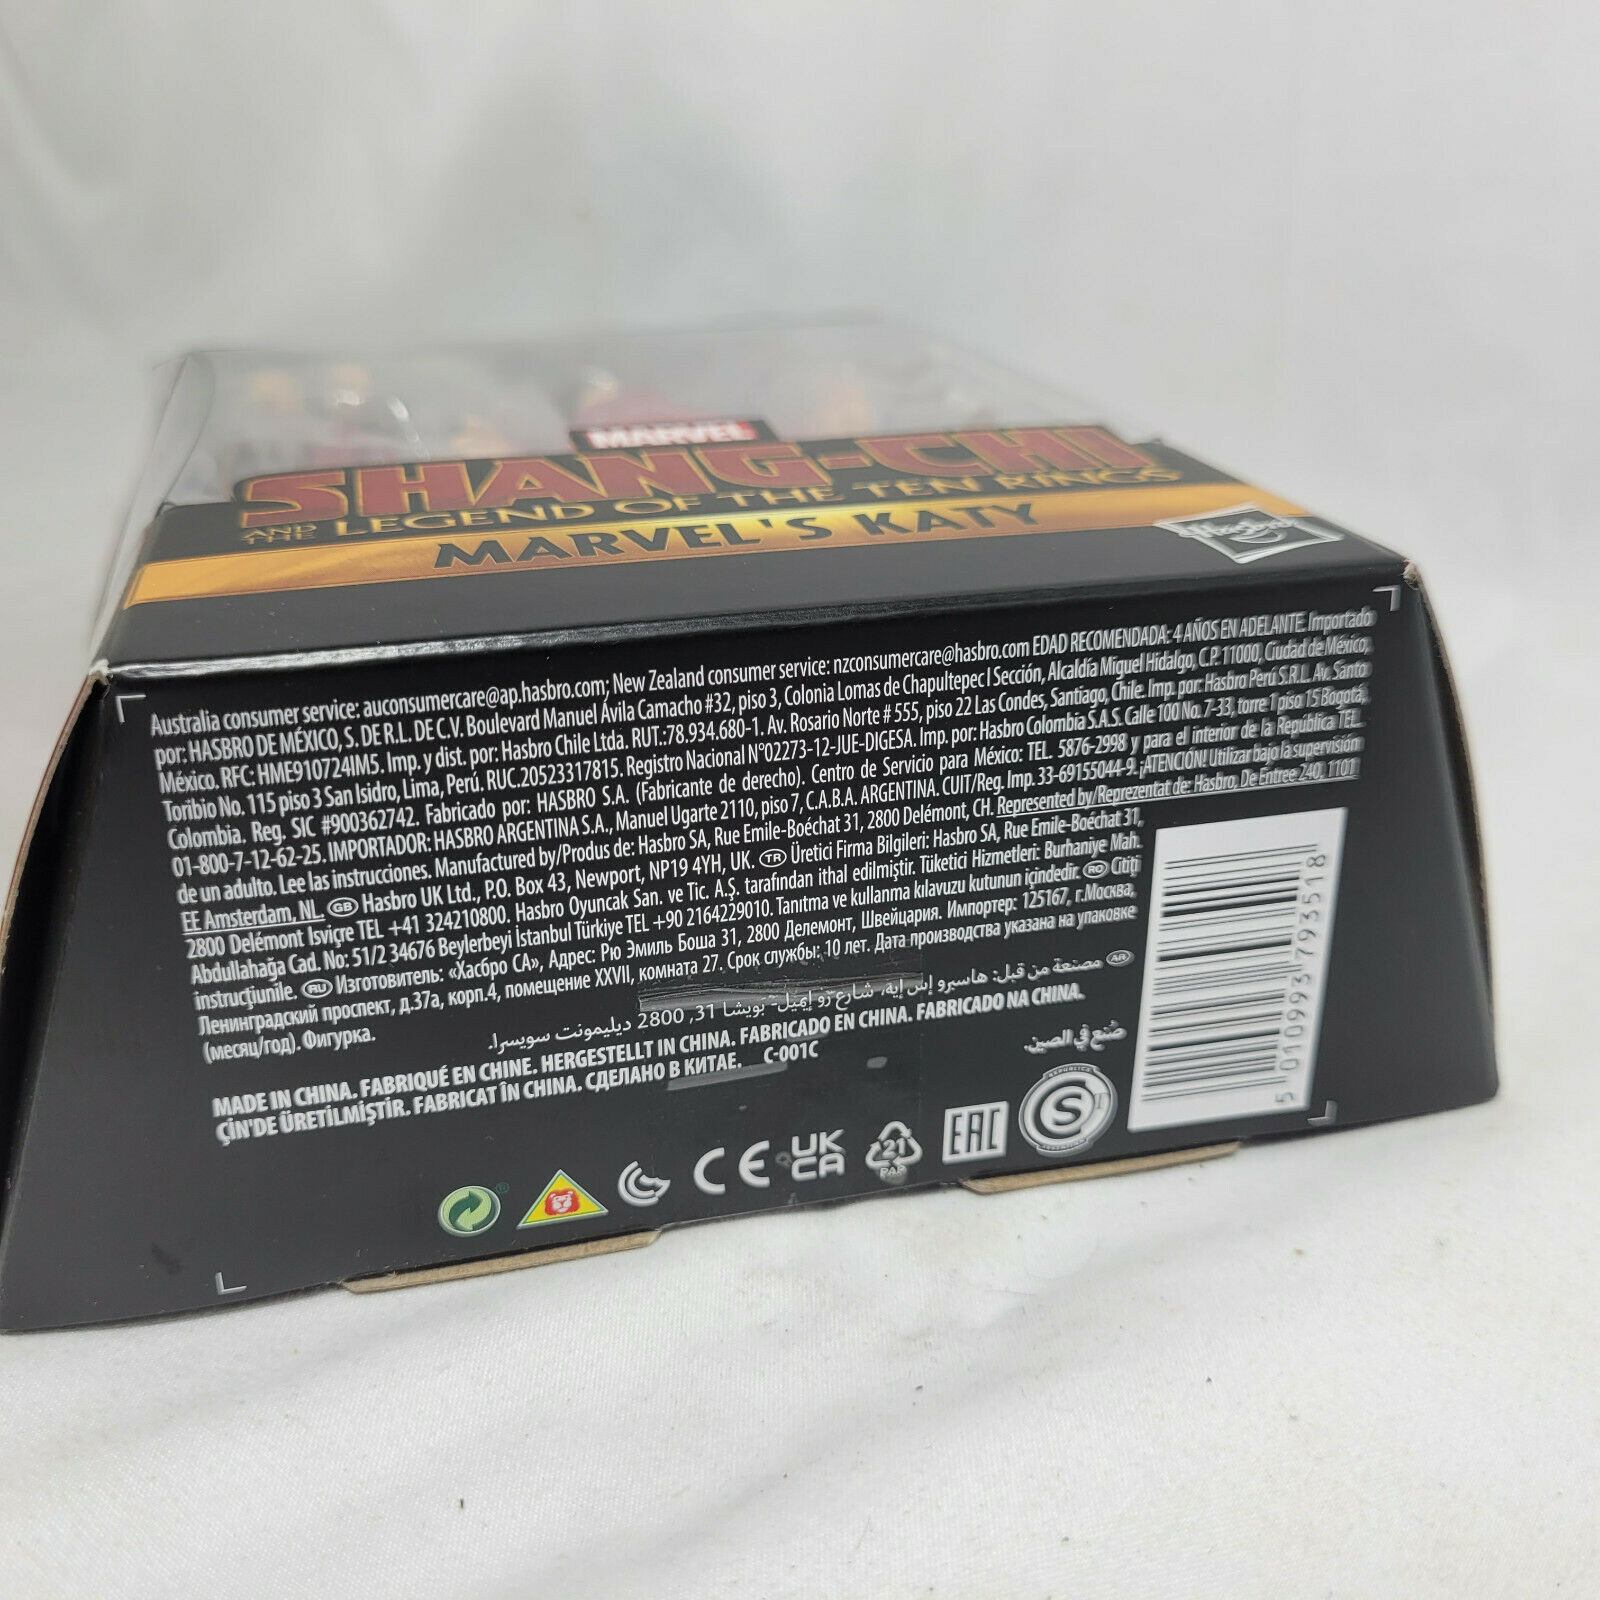 MARVEL
SHANG-CHI
AND THE LEGEND OF THE TEN RINGS
MARVEL'S KATY
Hasbro
Australia consumer service: auconsumercare@ap.hasbro.com; New Zealand consumer service: nzconsumercare@hasbro.com EDAD RECOMENDADA: 4 AÑOS EN ADELANTE. Importado
por: HASBRO DE MÉXICO, S. DE R.L. DE C.V. Boulevard Manuel Ávila Camacho #32, piso 3, Colonia Lomas de Chapultepec I Sección, Alcaldía Miguel Hidalgo, C.P. 11000, Ciudad de México,
México. RFC: HME910724IM5. Imp. y dist. por: Hasbro Chile Ltda. RUT.:78.934.680-1. Av. Rosario Norte # 555, piso 22 Las Condes, Santiago, Chile. Imp. por: Hasbro Perú S.R.L. Av. Santo
Toribio No. 115 piso 3 San Isidro, Lima, Perú. RUC.20523317815. Registro Nacional N°02273-12-JUE-DIGESA. Imp. por: Hasbro Colombia S.A.S. Calle 100 No. 7-33, torre 1 piso 15 Bogotá,
Colombia. Reg. SIC #900362742. Fabricado por: HASBRO S.A. (Fabricante de derecho). Centro de Servicio para México: TEL. 5876-2998 y para el interior de la República TEL.
01-800-7-12-62-25. IMPORTADOR: HASBRO ARGENTINA S.A., Manuel Ugarte 2110, piso 7, C.A.B.A. ARGENTINA. CUIT/Reg. Imp. 33-69155044-9. ¡ATENCIÓN! Utilizar bajo la supervisión
de un adulto. Lee las instrucciones. Manufactured by/Produs de: Hasbro SA, Rue Emile-Boéchat 31, 2800 Delémont, CH. Represented by/Reprezentat de: Hasbro, De Entree 240, 1101
EE Amsterdam, NL. GB Hasbro UK Ltd., P.O. Box 43, Newport, NP19 4YH, UK. TR Üretici Firma Bilgileri: Hasbro SA, Rue Emile-Boéchat 31,
2800 Delémont İsviçre TEL +41 324210800. Hasbro Oyuncak San. ve Tic. A.Ş. tarafından ithal edilmiştir. Tüketici Hizmetleri: Burhaniye Mah.
Abdullahağa Cad. No: 51/2 34676 Beylerbeyi İstanbul Türkiye TEL +90 2164229010. Tanıtma ve kullanma kılavuzu kutunun içindedir. RO Citiți
instrucțiunile. RU Изготовитель: «Хасбро СА», Адрес: Рю Эмиль Боша 31, 2800 Делемонт, Швейцария. Импортер: 125167, г.Москва,
Ленинградский проспект, д.37а, корп.4, помещение XXVII, комната 27. Срок службы: 10 лет. Дата производства указана на упаковке
(месяц/год). Фигурка.
AR مصنعة من قبل: هاسبرو إس إيه، شارع رو إيميل- بويشا 31, 2800 ديليمونت سويسرا.
MADE IN CHINA. FABRIQUÉ EN CHINE. HERGESTELLT IN CHINA. FABRICADO EN CHINA. FABRICADO NA CHINA.
ÇİN'DE ÜRETİLMİŞTİR. FABRICAT ÎN CHINA. СДЕЛАНО В КИТАЕ. C-001C
صُنع في الصين.
CE UK CA 21 PAP EAC S
5 010993 793518